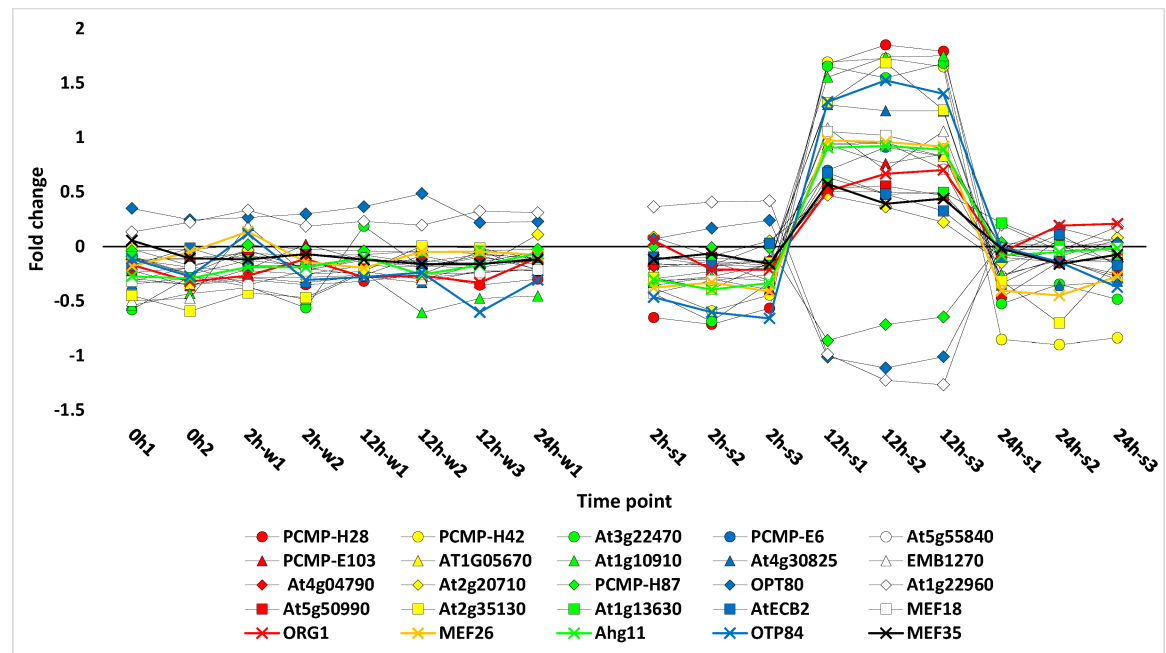 2
1.5
1
0.5
0
-0.5
-1
-1.5
Fold change
0h1
0h2
2h-w1
2h-w2
12h-w1
12h-w2
12h-w3
24h-w1
2h-s1
2h-s2
2h-s3
12h-s1
12h-s2
12h-s3
24h-s1
24h-s2
24h-s3
Time point
PCMP-H28 PCMP-H42 At3g22470 PCMP-E6 At5g55840
PCMP-E103 AT1G05670 At1g10910 At4g30825 EMB1270
At4g04790 At2g20710 PCMP-H87 OPT80 At1g22960
At5g50990 At2g35130 At1g13630 AtECB2 MEF18
ORG1 MEF26 Ahg11 OTP84 MEF35